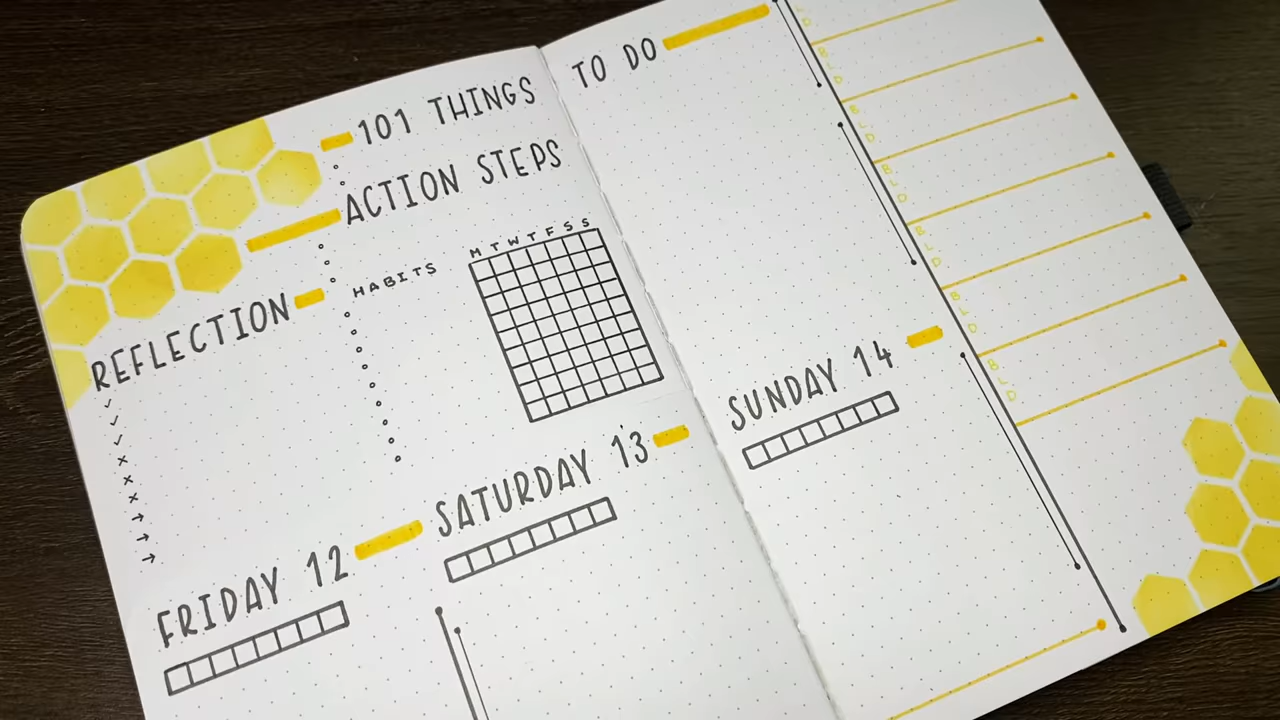 101 THINGS
ACTION STEPS
REFLECTION
HABITS
M T W T F S S
FRIDAY 12
SATURDAY 13
TO DO
SUNDAY 14
L
D
B
L
D
B
L
D
B
L
D
B
L
D
B
L
D
B
L
D